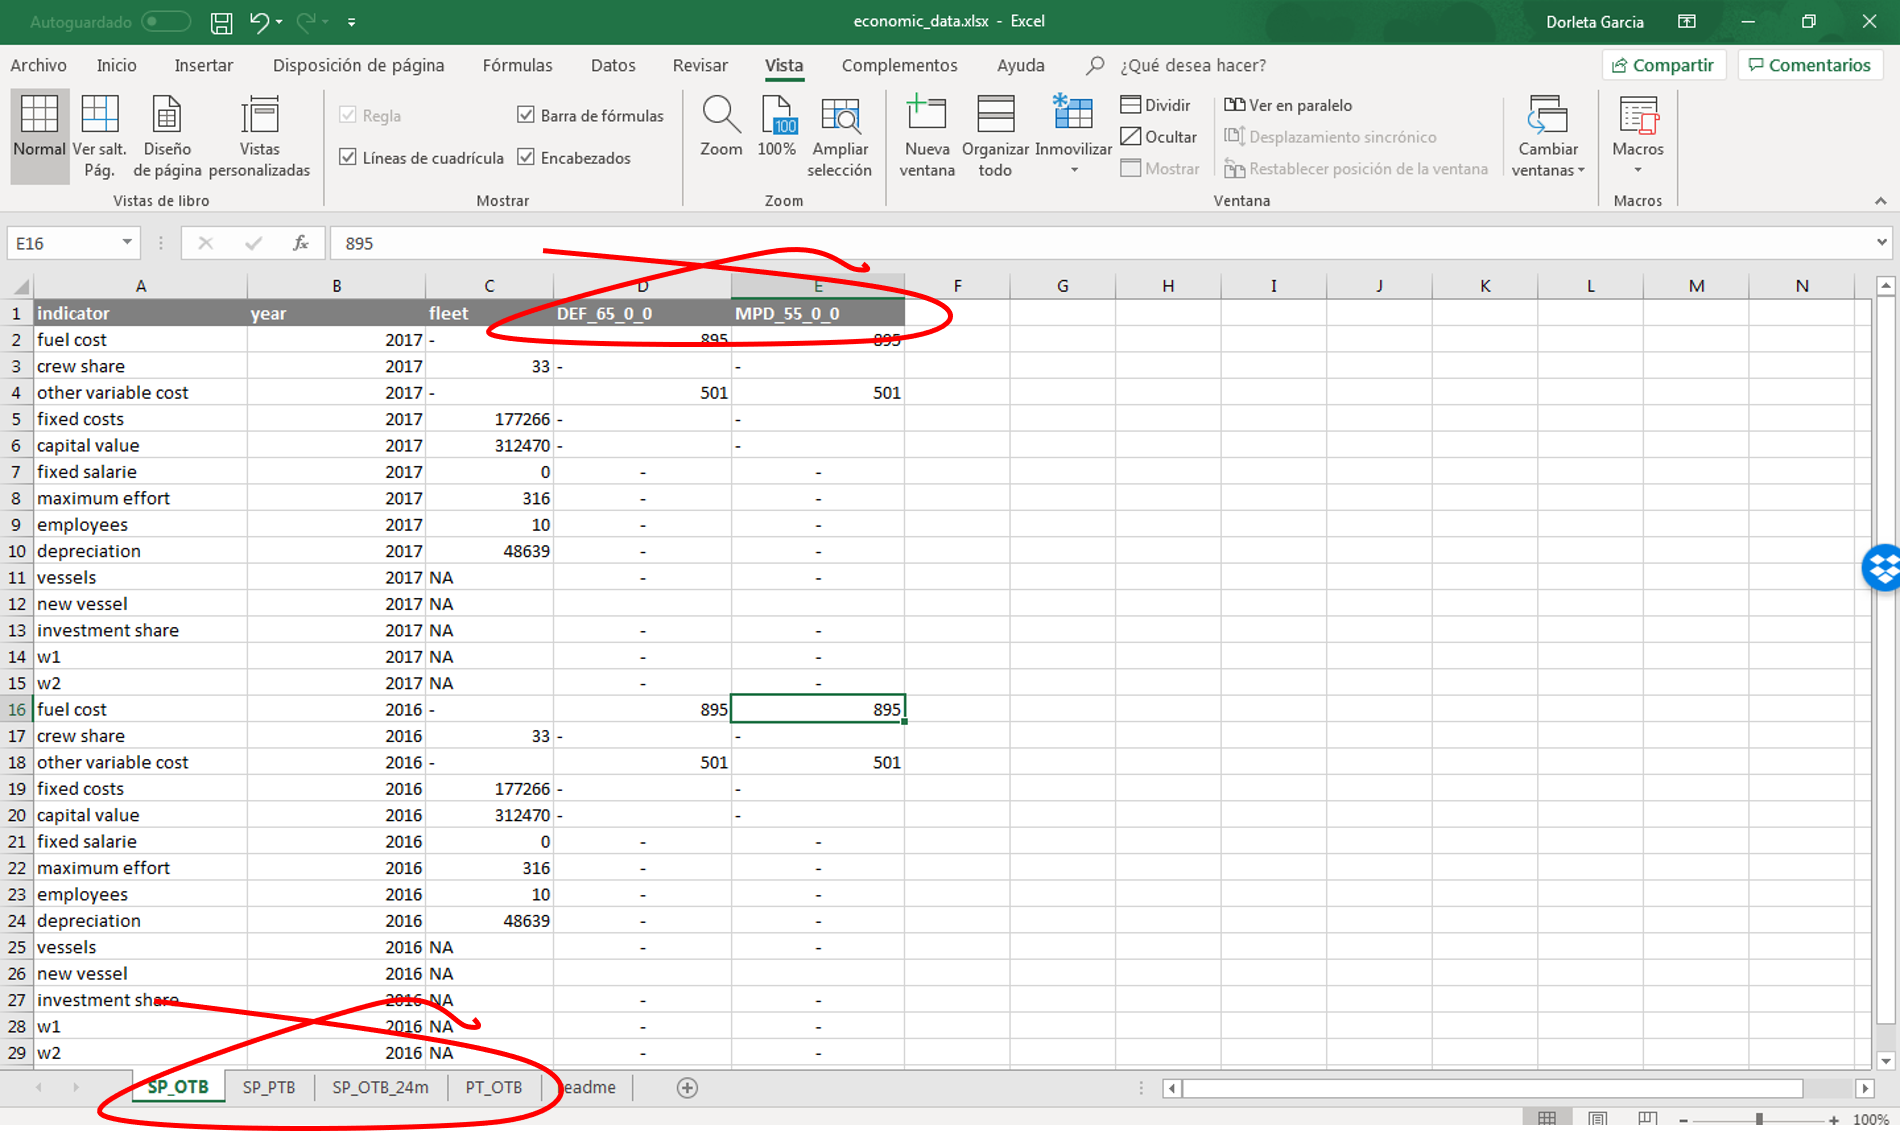 Autoguardado economic_data.xlsx - Excel Dorleta Garcia
Archivo Inicio Insertar Disposición de página Fórmulas Datos Revisar Vista Complementos Ayuda ¿Qué desea hacer? Compartir Comentarios
Normal Ver salt. Pág. Diseño de página Vistas personalizadas
Vistas de libro
Regla Barra de fórmulas
Líneas de cuadrícula Encabezados
Mostrar
Zoom 100% Ampliar selección
100
Zoom
Nueva ventana Organizar todo Inmovilizar
Dividir Ver en paralelo
Ocultar Desplazamiento sincrónico
Mostrar Restablecer posición de la ventana
Cambiar ventanas
Ventana
Macros
Macros
E16 fx 895
A B C D E F G H I J K L M N
1 indicator year fleet DEF_65_0_0 MPD_55_0_0
2 fuel cost 2017 - 895 895
3 crew share 2017 33 - -
4 other variable cost 2017 - 501 501
5 fixed costs 2017 177266 - -
6 capital value 2017 312470 - -
7 fixed salarie 2017 0 - -
8 maximum effort 2017 316 - -
9 employees 2017 10 - -
10 depreciation 2017 48639 - -
11 vessels 2017 NA - -
12 new vessel 2017 NA
13 investment share 2017 NA - -
14 w1 2017 NA - -
15 w2 2017 NA - -
16 fuel cost 2016 - 895 895
17 crew share 2016 33 - -
18 other variable cost 2016 - 501 501
19 fixed costs 2016 177266 - -
20 capital value 2016 312470 - -
21 fixed salarie 2016 0 - -
22 maximum effort 2016 316 - -
23 employees 2016 10 - -
24 depreciation 2016 48639 - -
25 vessels 2016 NA - -
26 new vessel 2016 NA
27 investment share 2016 NA - -
28 w1 2016 NA - -
29 w2 2016 NA - -
SP_OTB SP_PTB SP_OTB_24m PT_OTB readme
100%